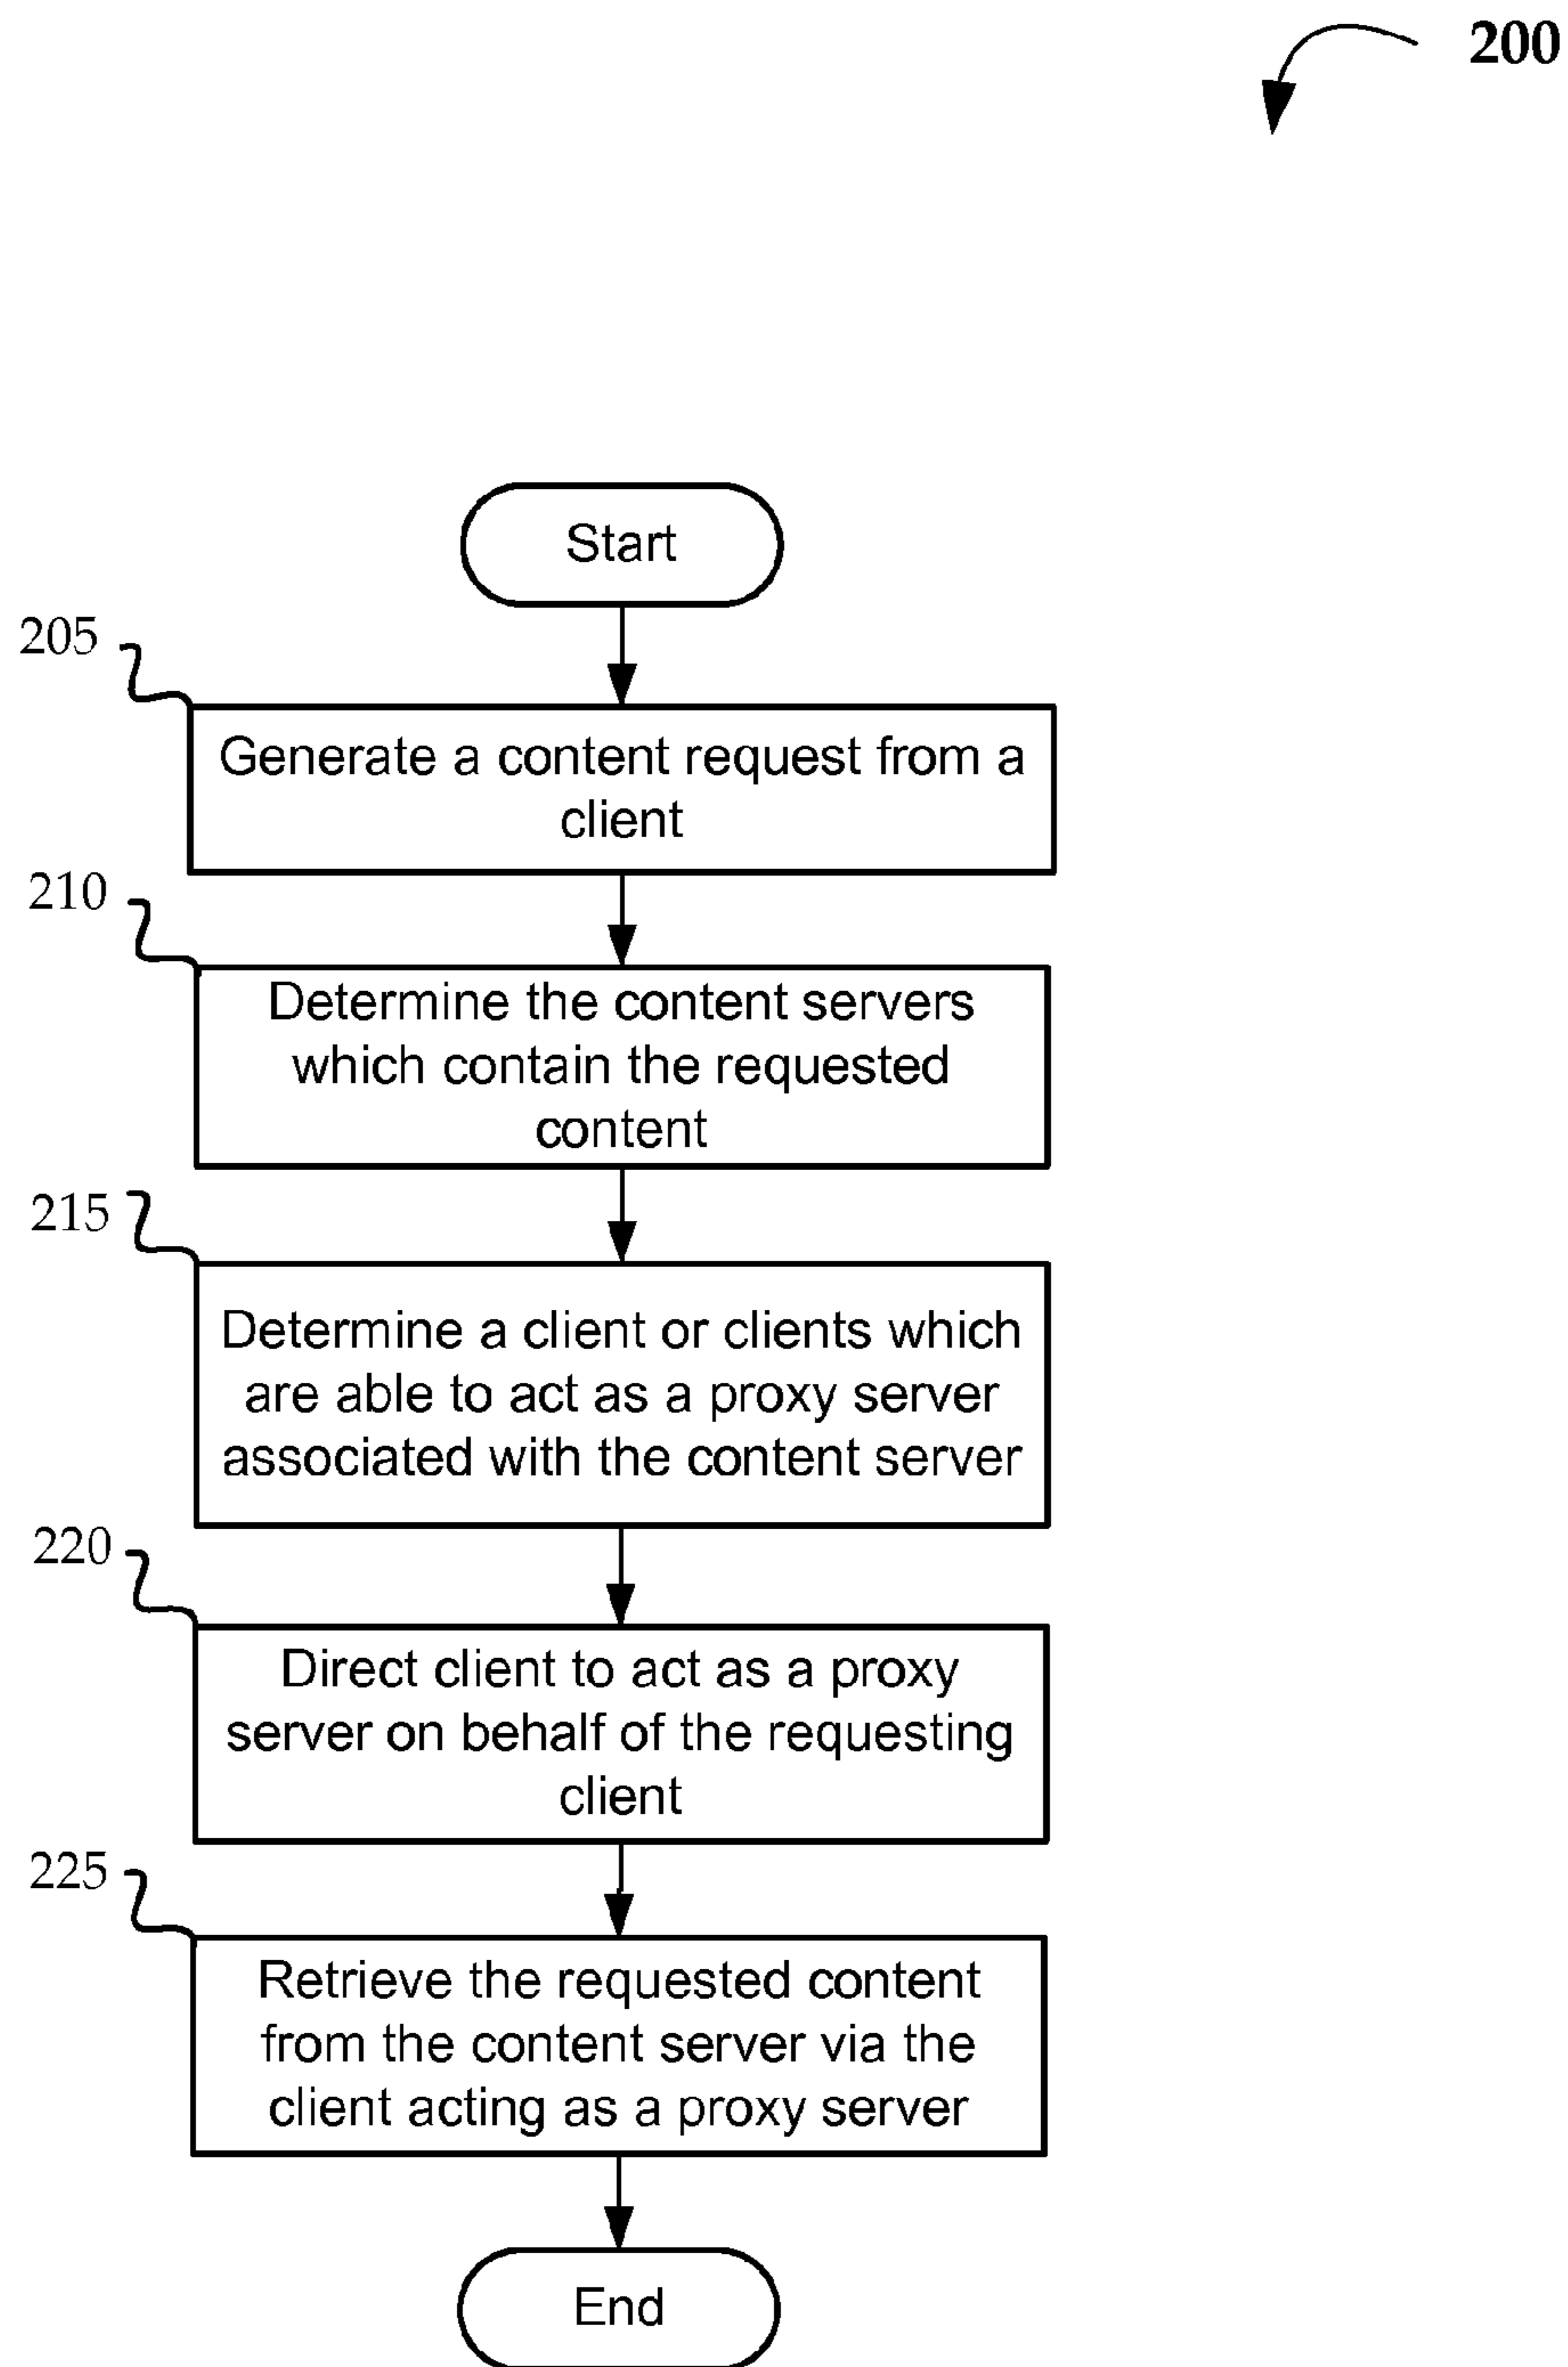 200
Start
205
Generate a content request from a
client
210
Determine the content servers
which contain the requested
content
215
Determine a client or clients which
are able to act as a proxy server
associated with the content server
220
Direct client to act as a proxy
server on behalf of the requesting
client
225
Retrieve the requested content
from the content server via the
client acting as a proxy server
End